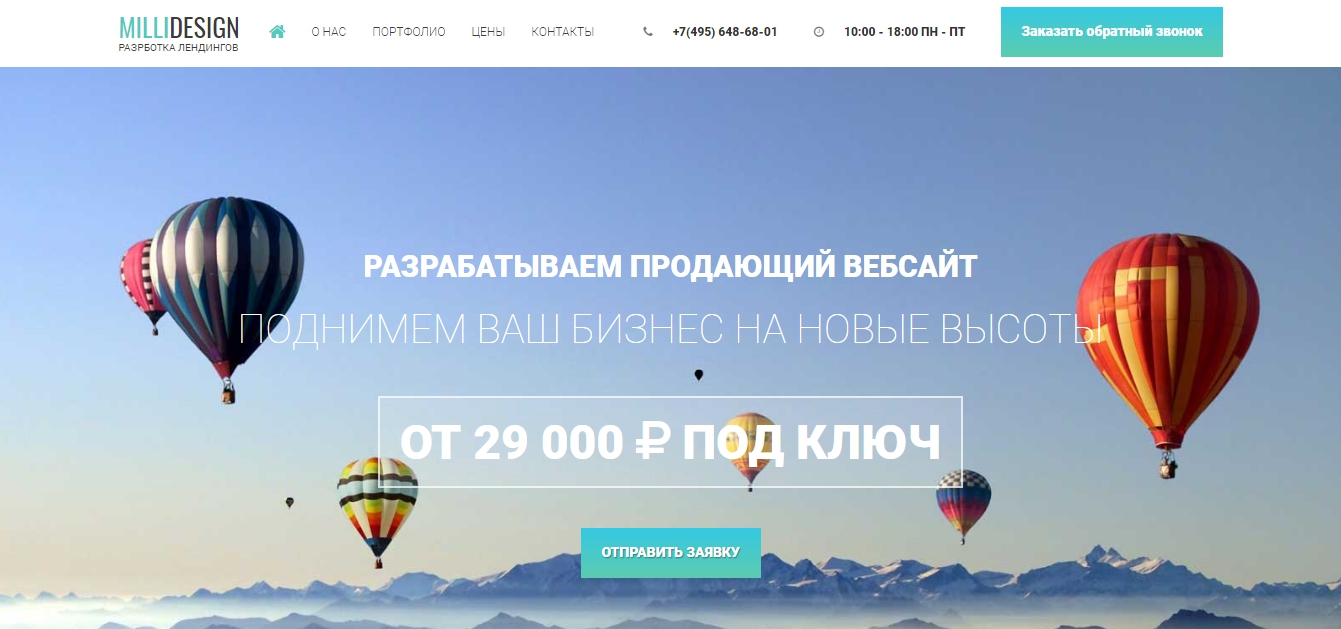 MILLIDESIGN
РАЗРБОТКА ЛЕНДИНГОВ
О НАС ПОРТФОЛИО ЦЕНЫ КОНТАКТЫ +7(495) 648-68-01 10:00 - 18:00 ПН - ПТ Заказать обратный звонок
РАЗРАБАТЫВАЕМ ПРОДАЮЩИЙ ВЕБСАЙТ
ПОДНИМЕМ ВАШ БИЗНЕС НА НОВЫЕ ВЫСОТЫ
ОТ 29 000 ₽ ПОД КЛЮЧ
ОТПРАВИТЬ ЗАЯВКУ